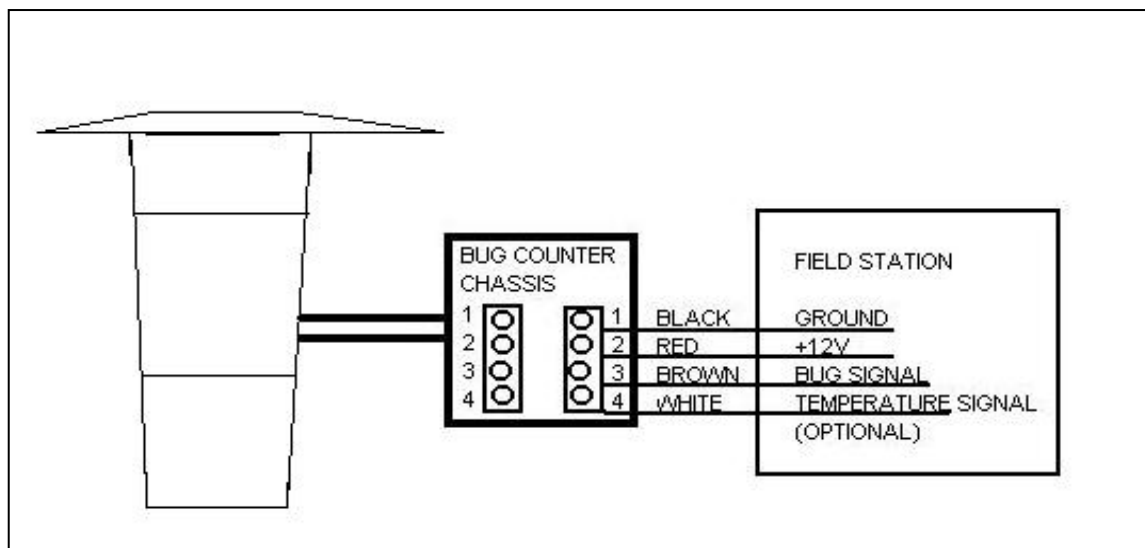 BUG COUNTER
CHASSIS
1
2
3
4
1 BLACK GROUND
2 RED +12V
3 BROWN BUG SIGNAL
4 WHITE TEMPERATURE SIGNAL
(OPTIONAL)
FIELD STATION